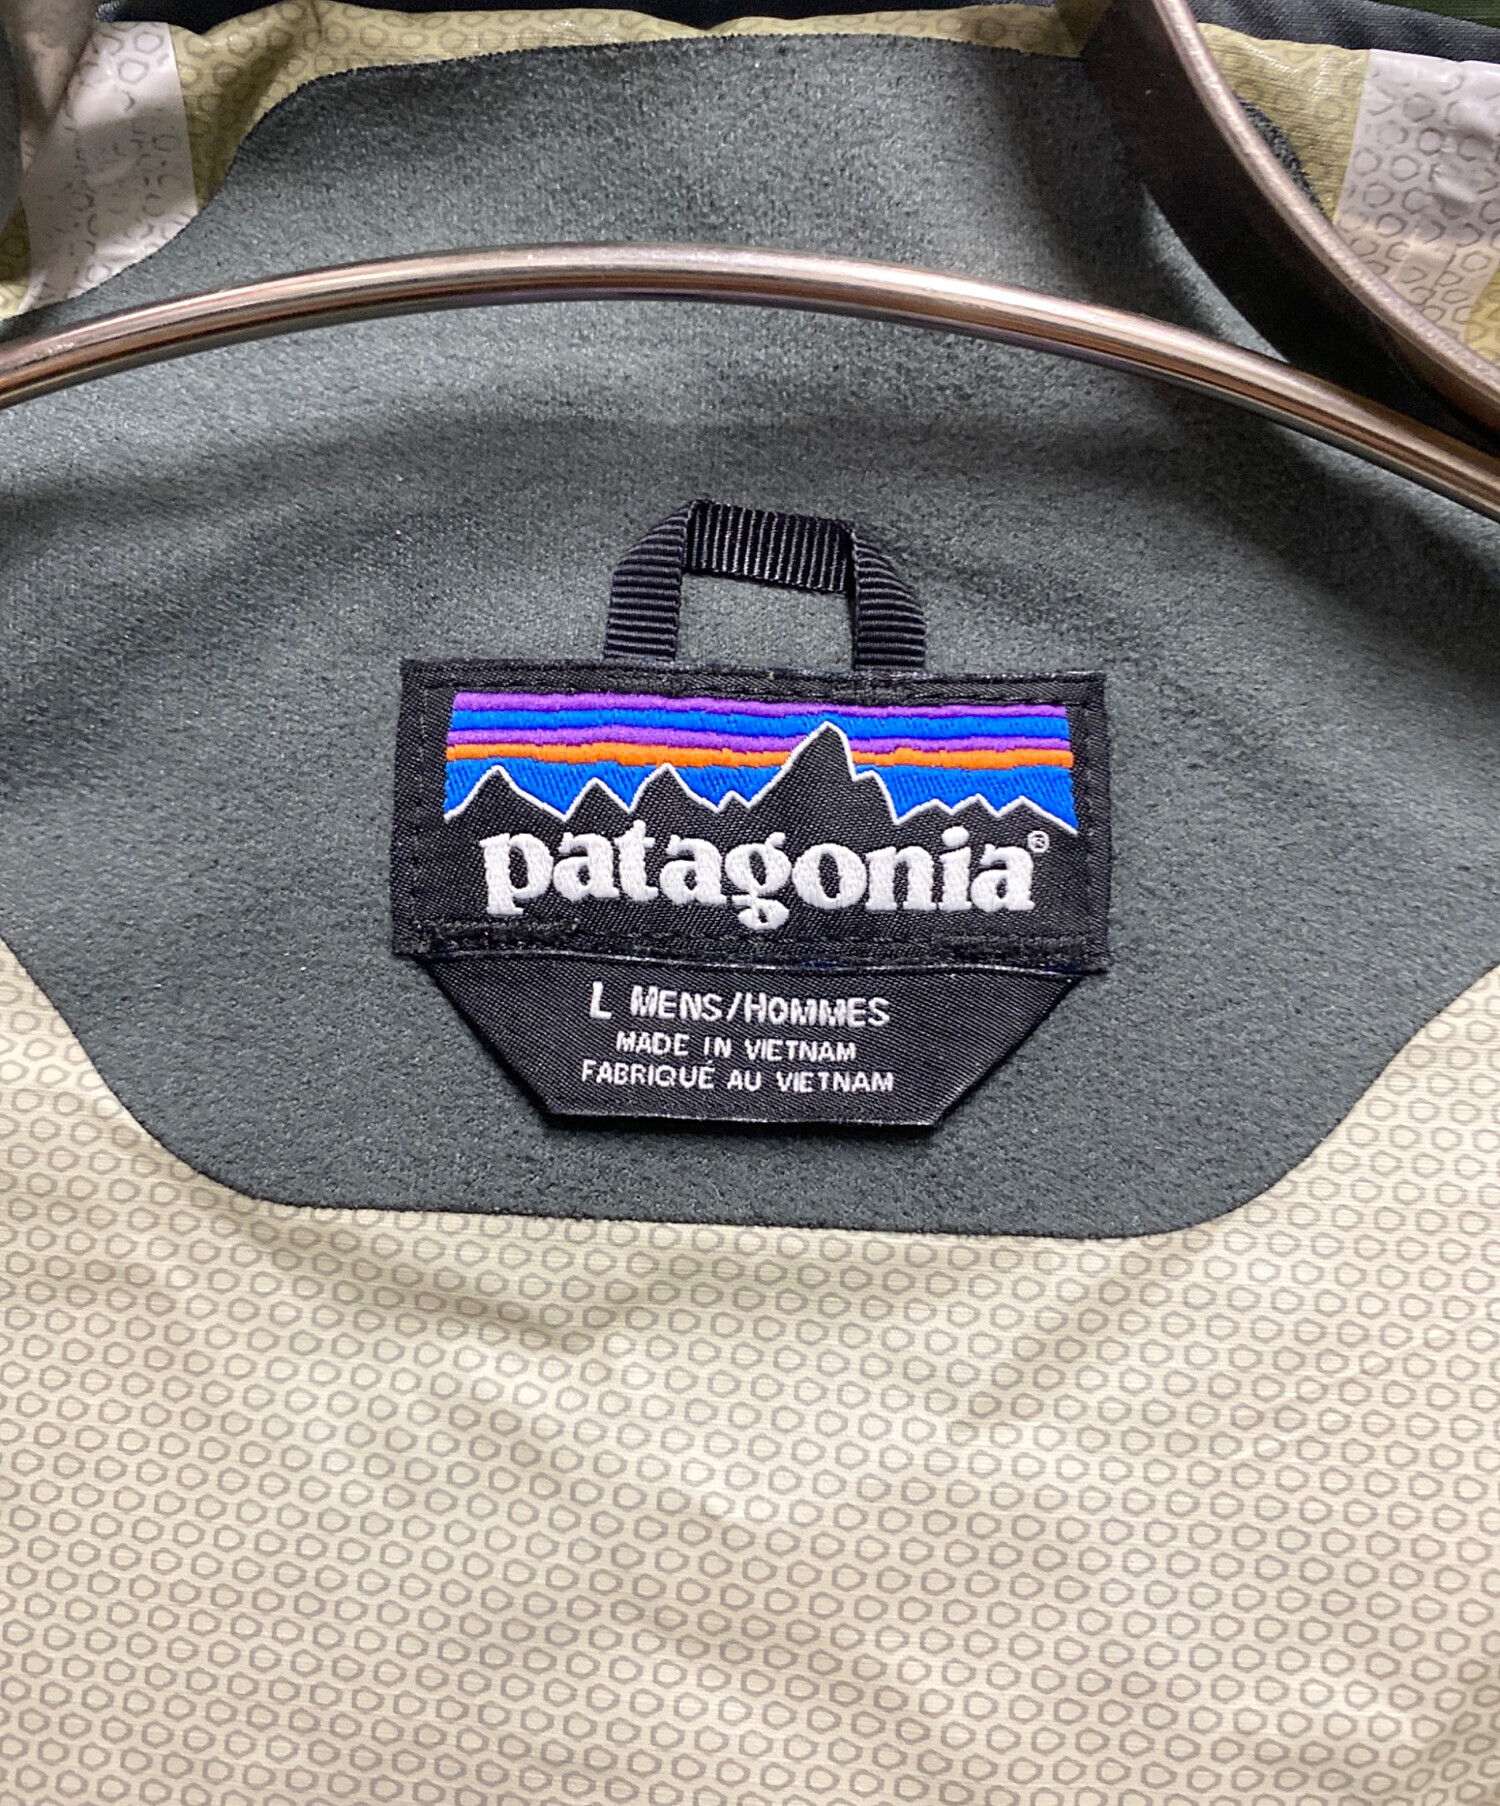 patagonia®
L MENS/HOMMES
MADE IN VIETNAM
FABRIQUÉ AU VIETNAM